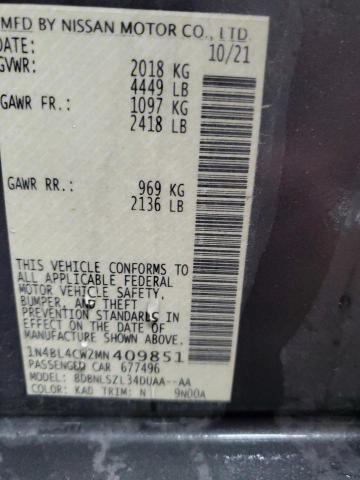 MFD BY NISSAN MOTOR CO., LTD.
DATE: 10/21
GVWR: 2018 KG
4449 LB
GAWR FR.: 1097 KG
2418 LB
GAWR RR.: 969 KG
2136 LB
THIS VEHICLE CONFORMS TO
ALL APPLICABLE FEDERAL
MOTOR VEHICLE SAFETY,
BUMPER, AND THEFT
PREVENTION STANDARDS IN
EFFECT ON THE DATE OF
MANUFACTURE SHOWN ABOVE.
1N4BL4CW2MN409851
PASSENGER CAR 677496
MODEL: BDBNLSZL34DUAA--AA
COLOR: KAD TRIM: N 9N00A